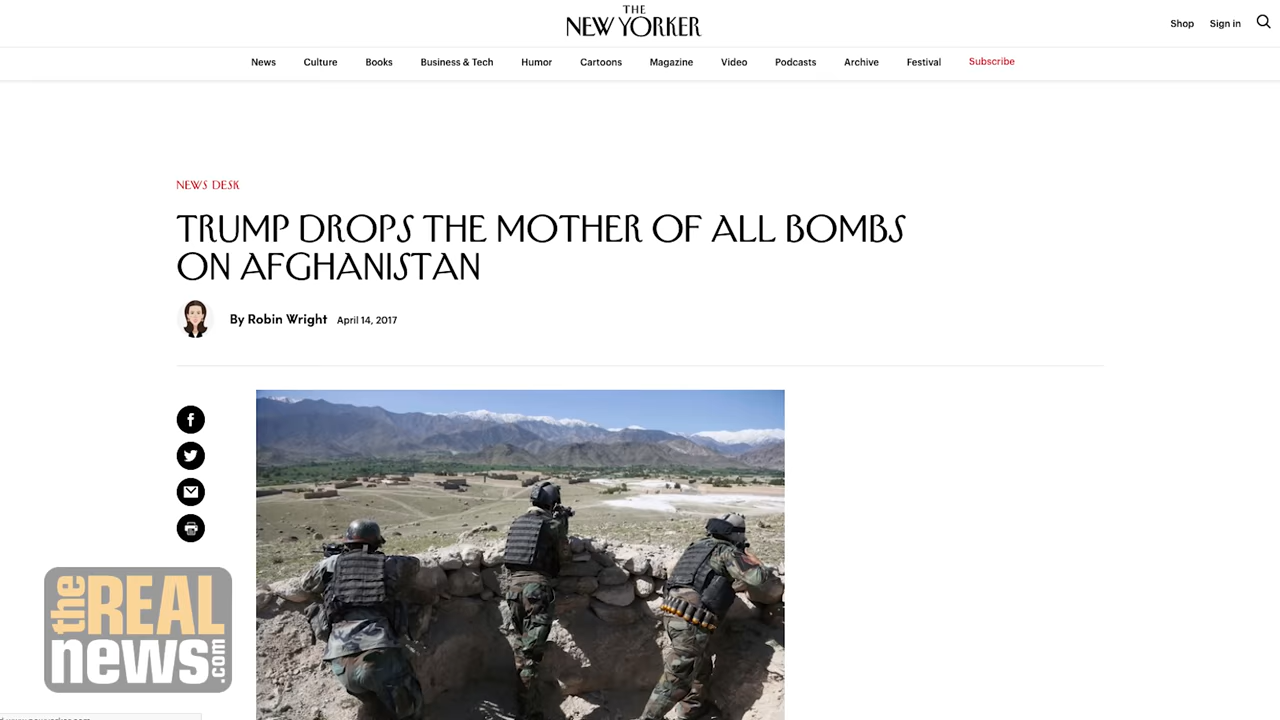 THE
NEW YORKER
Shop Sign in
News Culture Books Business & Tech Humor Cartoons Magazine Video Podcasts Archive Festival Subscribe
NEWS DESK
TRUMP DROPS THE MOTHER OF ALL BOMBS
ON AFGHANISTAN
By Robin Wright April 14, 2017
the REAL
news.com